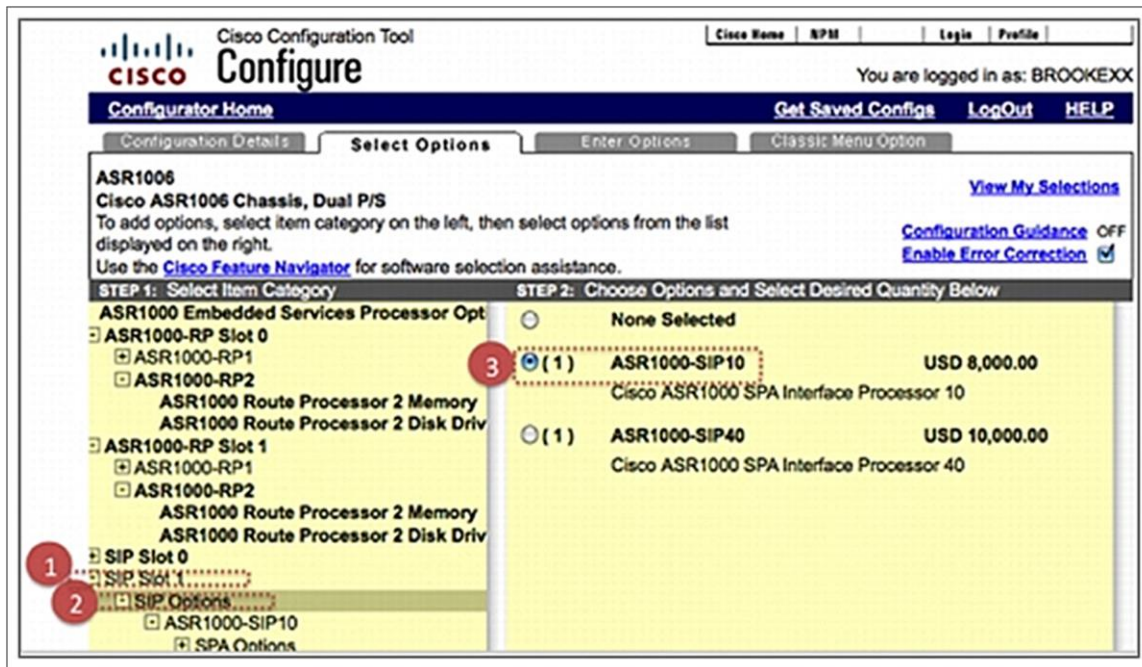 Cisco Configuration Tool
Cisco Home NPM Login Profile
CISCO Configure
You are logged in as: BROOKEXX
Configurator Home Get Saved Configs LogOut HELP
Configuration Details Select Options Enter Options Classic Menu Option
ASR1006
Cisco ASR1006 Chassis, Dual P/S
View My Selections
To add options, select item category on the left, then select options from the list
displayed on the right.
Configuration Guidance OFF
Use the Cisco Feature Navigator for software selection assistance.
Enable Error Correction
STEP 1: Select Item Category
STEP 2: Choose Options and Select Desired Quantity Below
ASR1000 Embedded Services Processor Opt
ASR1000-RP Slot 0
ASR1000-RP1
ASR1000-RP2
ASR1000 Route Processor 2 Memory
ASR1000 Route Processor 2 Disk Driv
ASR1000-RP Slot 1
ASR1000-RP1
ASR1000-RP2
ASR1000 Route Processor 2 Memory
ASR1000 Route Processor 2 Disk Driv
SIP Slot 0
1 SIP Slot 1
2 SIP Options
ASR1000-SIP10
SPA Options
None Selected
3 (1) ASR1000-SIP10 USD 8,000.00
Cisco ASR1000 SPA Interface Processor 10
(1) ASR1000-SIP40 USD 10,000.00
Cisco ASR1000 SPA Interface Processor 40